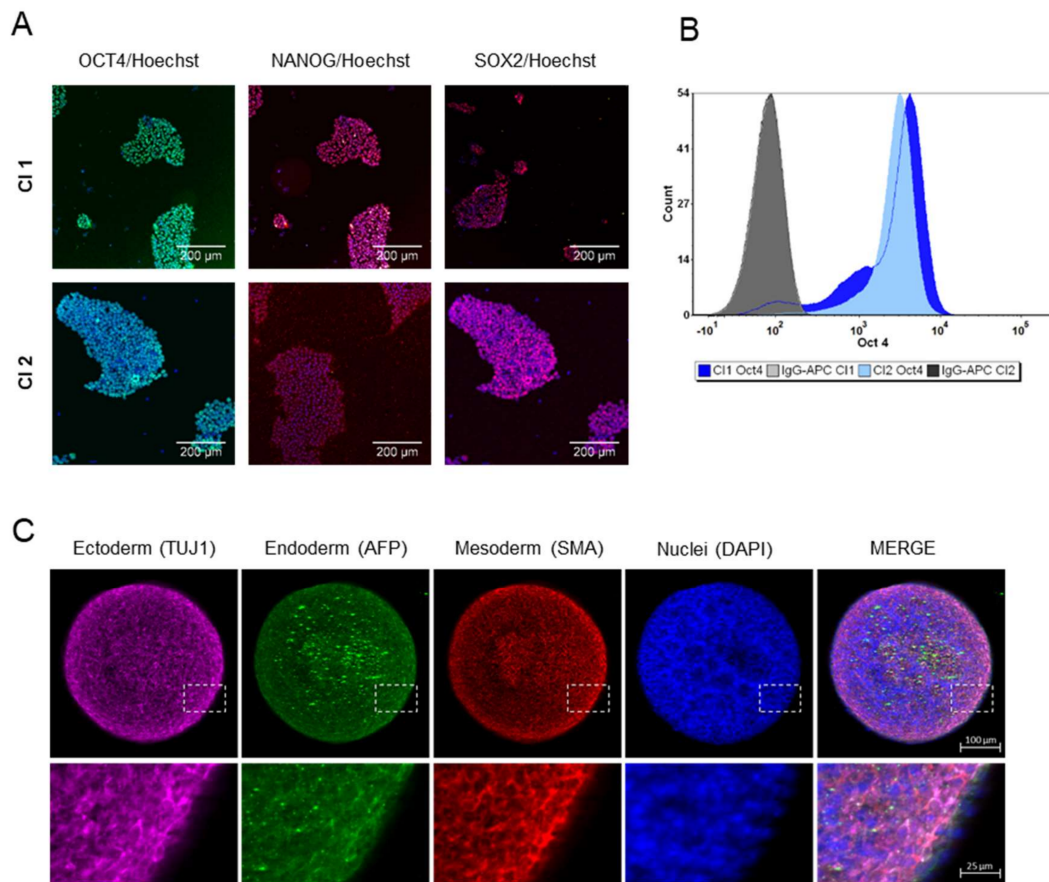 A
OCT4/Hoechst NANOG/Hoechst SOX2/Hoechst
Cl 1
200 µm 200 µm 200 µm
Cl 2
200 µm 200 µm 200 µm
B
54
41
27
14
0
Count
-10¹ 10² 10³ 10⁴ 10⁵
Oct 4
Cl1 Oct4 IgG-APC Cl1 Cl2 Oct4 IgG-APC Cl2
C
Ectoderm (TUJ1) Endoderm (AFP) Mesoderm (SMA) Nuclei (DAPI) MERGE
100 µm
25 µm